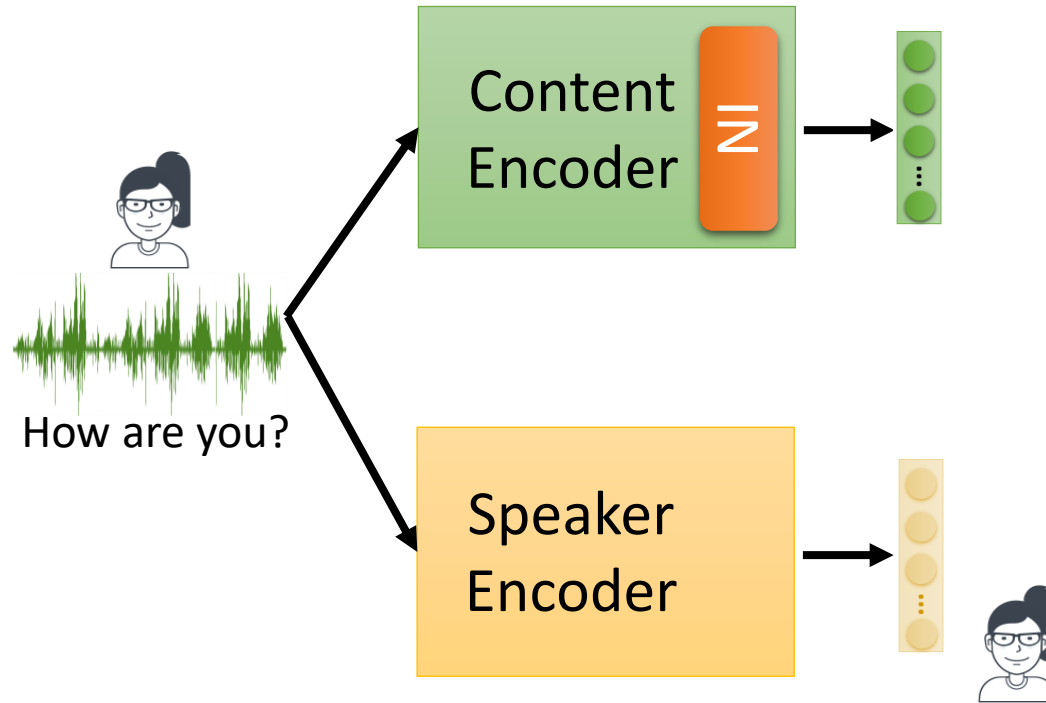 How are you?
Content
Encoder
IN
Speaker
Encoder